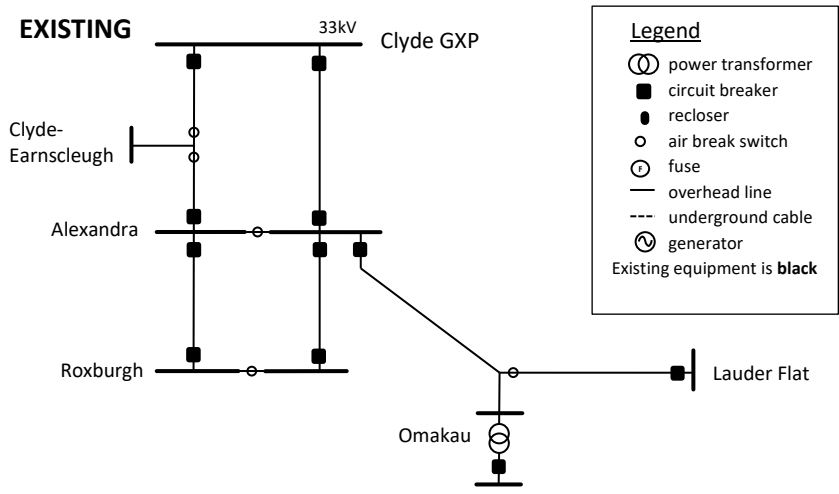 EXISTING
33kV
Clyde GXP
Clyde-
Earnscleugh
Alexandra
Roxburgh
Omakau
Lauder Flat
Legend
power transformer
circuit breaker
recloser
air break switch
F fuse
overhead line
underground cable
generator
Existing equipment is black